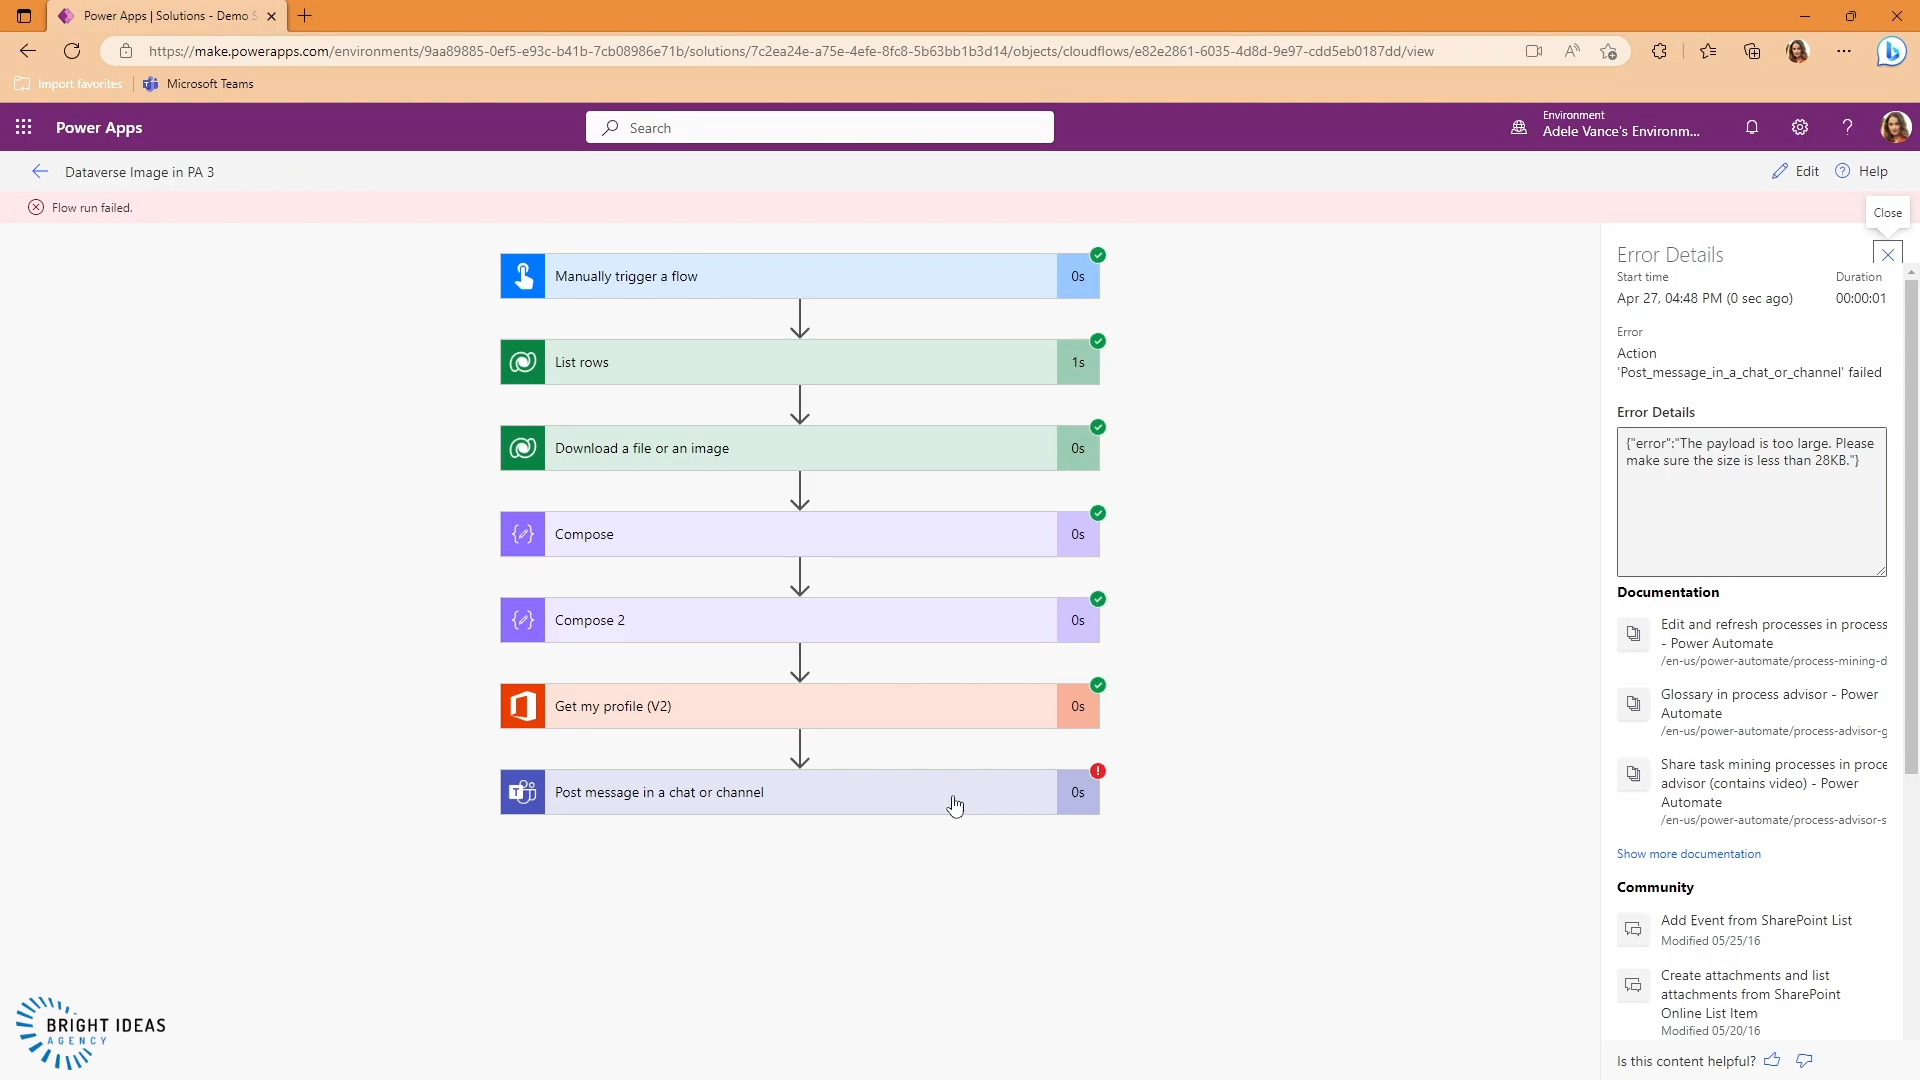 Power Apps | Solutions - Demo S
https://make.powerapps.com/environments/9aa89885-0ef5-e93c-b41b-7cb08986e71b/solutions/7c2ea24e-a75e-4efe-8fc8-5b63bb1b3d14/objects/cloudflows/e82e2861-6035-4d8d-9e97-cdd5eb0187dd/view
Import favorites
Microsoft Teams
Power Apps
Search
Environment
Adele Vance's Environm...
Dataverse Image in PA 3
Edit
Help
Flow run failed.
Close
Manually trigger a flow
0s
List rows
1s
Download a file or an image
0s
Compose
0s
Compose 2
0s
Get my profile (V2)
0s
Post message in a chat or channel
0s
Error Details
Start time
Duration
Apr 27, 04:48 PM (0 sec ago)
00:00:01
Error
Action
'Post_message_in_a_chat_or_channel' failed
Error Details
{"error":"The payload is too large. Please
make sure the size is less than 28KB."}
Documentation
Edit and refresh processes in process
- Power Automate
/en-us/power-automate/process-mining-d
Glossary in process advisor - Power
Automate
/en-us/power-automate/process-advisor-g
Share task mining processes in proce
advisor (contains video) - Power
Automate
/en-us/power-automate/process-advisor-s
Show more documentation
Community
Add Event from SharePoint List
Modified 05/25/16
Create attachments and list
attachments from SharePoint
Online List Item
Modified 05/20/16
Is this content helpful?
BRIGHT IDEAS
AGENCY